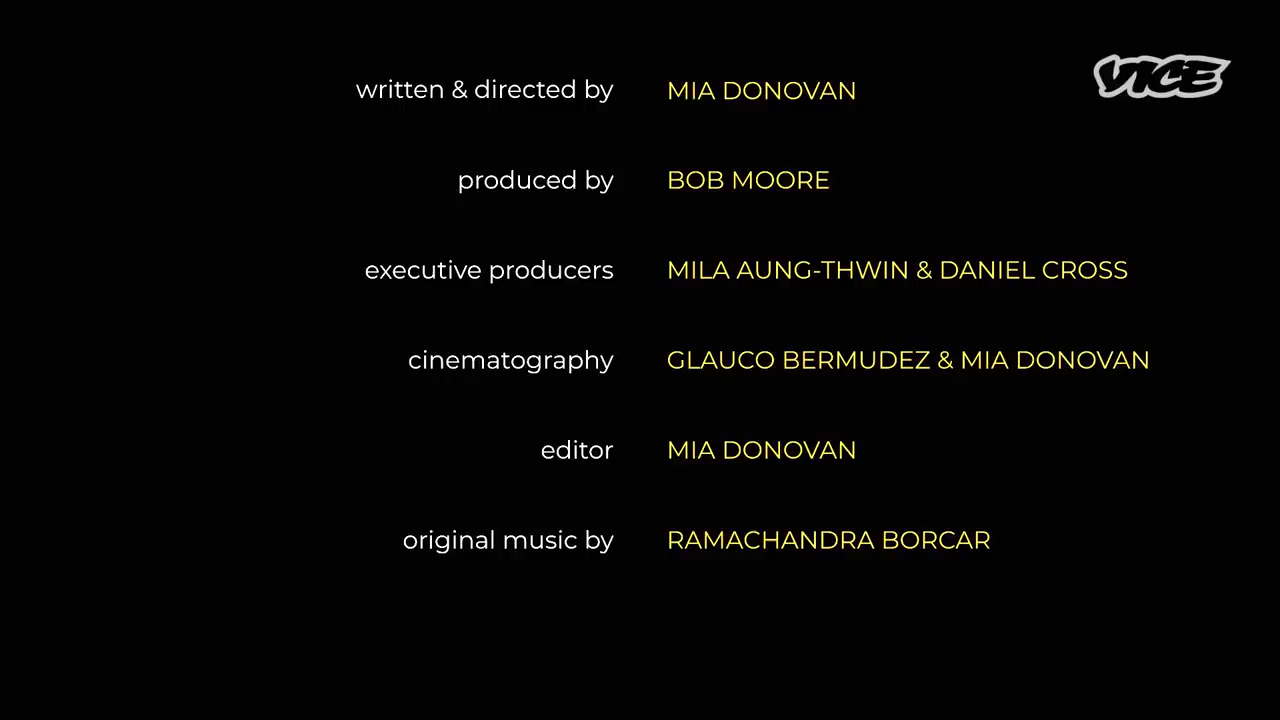 VICE
written & directed by MIA DONOVAN
produced by BOB MOORE
executive producers MILA AUNG-THWIN & DANIEL CROSS
cinematography GLAUCO BERMUDEZ & MIA DONOVAN
editor MIA DONOVAN
original music by RAMACHANDRA BORCAR